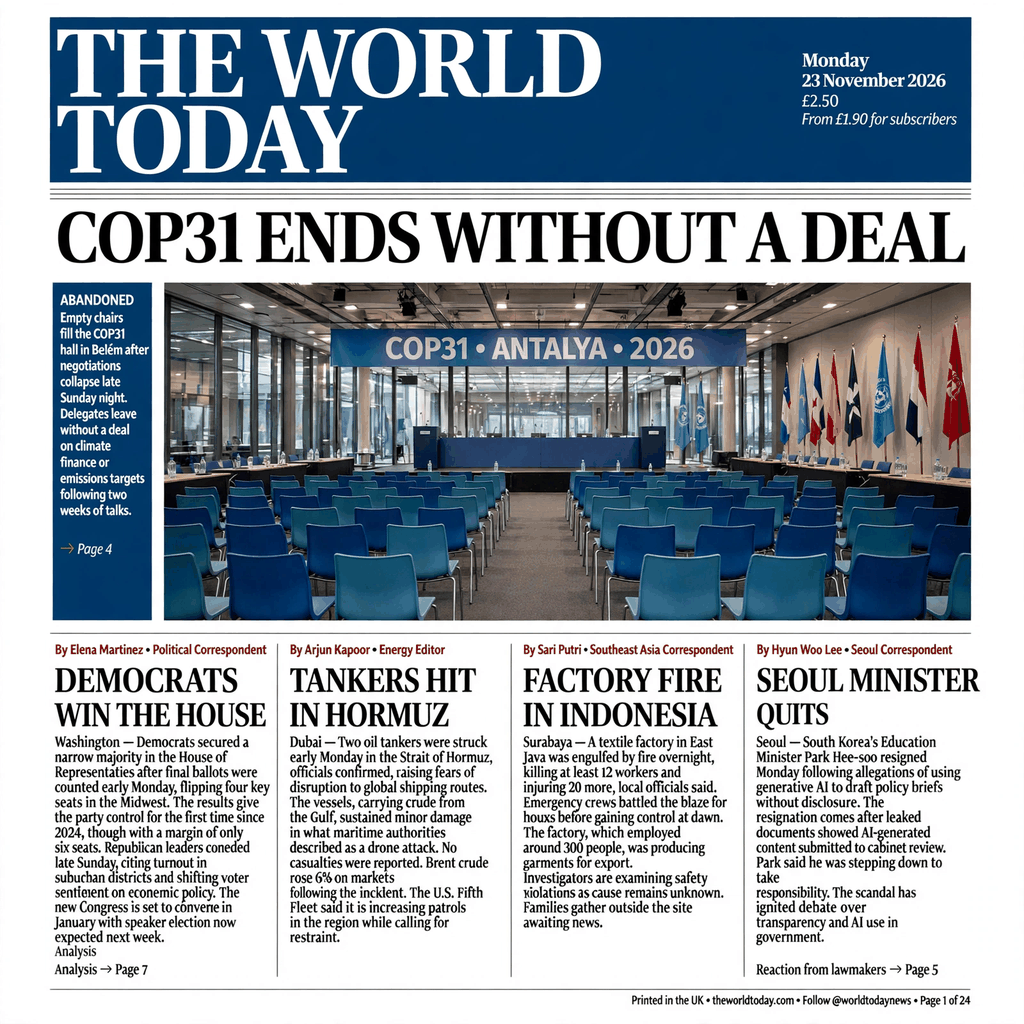 THE WORLD
TODAY
Monday
23 November 2026
£2.50
From £1.90 for subscribers
COP31 ENDS WITHOUT A DEAL
ABANDONED
Empty chairs
fill the COP31
hall in Belém after
negotiations
collapse late
Sunday night.
Delegates leave
without a deal
on climate
finance or
emissions targets
following two
weeks of talks.
→ Page 4
COP31 • ANTALYA • 2026
By Elena Martinez • Political Correspondent
DEMOCRATS
WIN THE HOUSE
Washington — Democrats secured a
narrow majority in the House of
Representaties after final ballots were
counted early Monday, flipping four key
seats in the Midwest. The results give
the party control for the first time since
2024, though with a margin of only
six seats. Republican leaders coneded
late Sunday, citing turnout in
subuchan districts and shifting voter
sentiment on economic policy. The
new Congress is set to converne in
January with speaker election now
expected next week.
Analysis
Analysis → Page 7
By Arjun Kapoor • Energy Editor
TANKERS HIT
IN HORMUZ
Dubai — Two oil tankers were struck
early Monday in the Strait of Hormuz,
officials confirmed, raising fears of
disruption to global shipping routes.
The vessels, carrying crude from
the Gulf, sustained minor damage
in what maritime authorities
described as a drone attack. No
casualties were reported. Brent crude
rose 6% on markets
following the incklent. The U.S. Fifth
Fleet said it is increasing patrols
in the region while calling for
restraint.
By Sari Putri • Southeast Asia Correspondent
FACTORY FIRE
IN INDONESIA
Surabaya — A textile factory in East
Java was engulfed by fire overnight,
killing at least 12 workers and
injuring 20 more, local officials said.
Emergency crews battled the blaze for
houxs before gaining control at dawn.
The factory, which employed
around 300 people, was producing
garments for export.
Investigators are examining safety
violations as cause remains unknown.
Families gather outside the site
awaiting news.
By Hyun Woo Lee • Seoul Correspondent
SEOUL MINISTER
QUITS
Seoul — South Korea's Education
Minister Park Hee-soo resigned
Monday following allegations of using
generative AI to draft policy briefs
without disclosure. The
resignation comes after leaked
documents showed AI-generated
content submitted to cabinet review.
Park said he was stepping down to
take
responsibility. The scandal has
ignited debate over
transparency and AI use in
government.
Reaction from lawmakers → Page 5
Printed in the UK • theworldtoday.com • Follow @worldtodaynews • Page 1 of 24